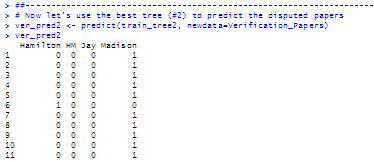 > ##----------------------------------------------------------------------
> # Now let's use the best tree (#2) to predict the disputed papers
> ver_pred2 <- predict(train_tree2, newdata=Verification_Papers)
> ver_pred2
Hamilton HM Jay Madison
1 0 0 0 1
2 0 0 0 1
3 0 0 0 1
4 0 0 0 1
5 0 0 0 1
6 1 0 0 0
7 0 0 0 1
8 0 0 0 1
9 0 0 0 1
10 0 0 0 1
11 0 0 0 1